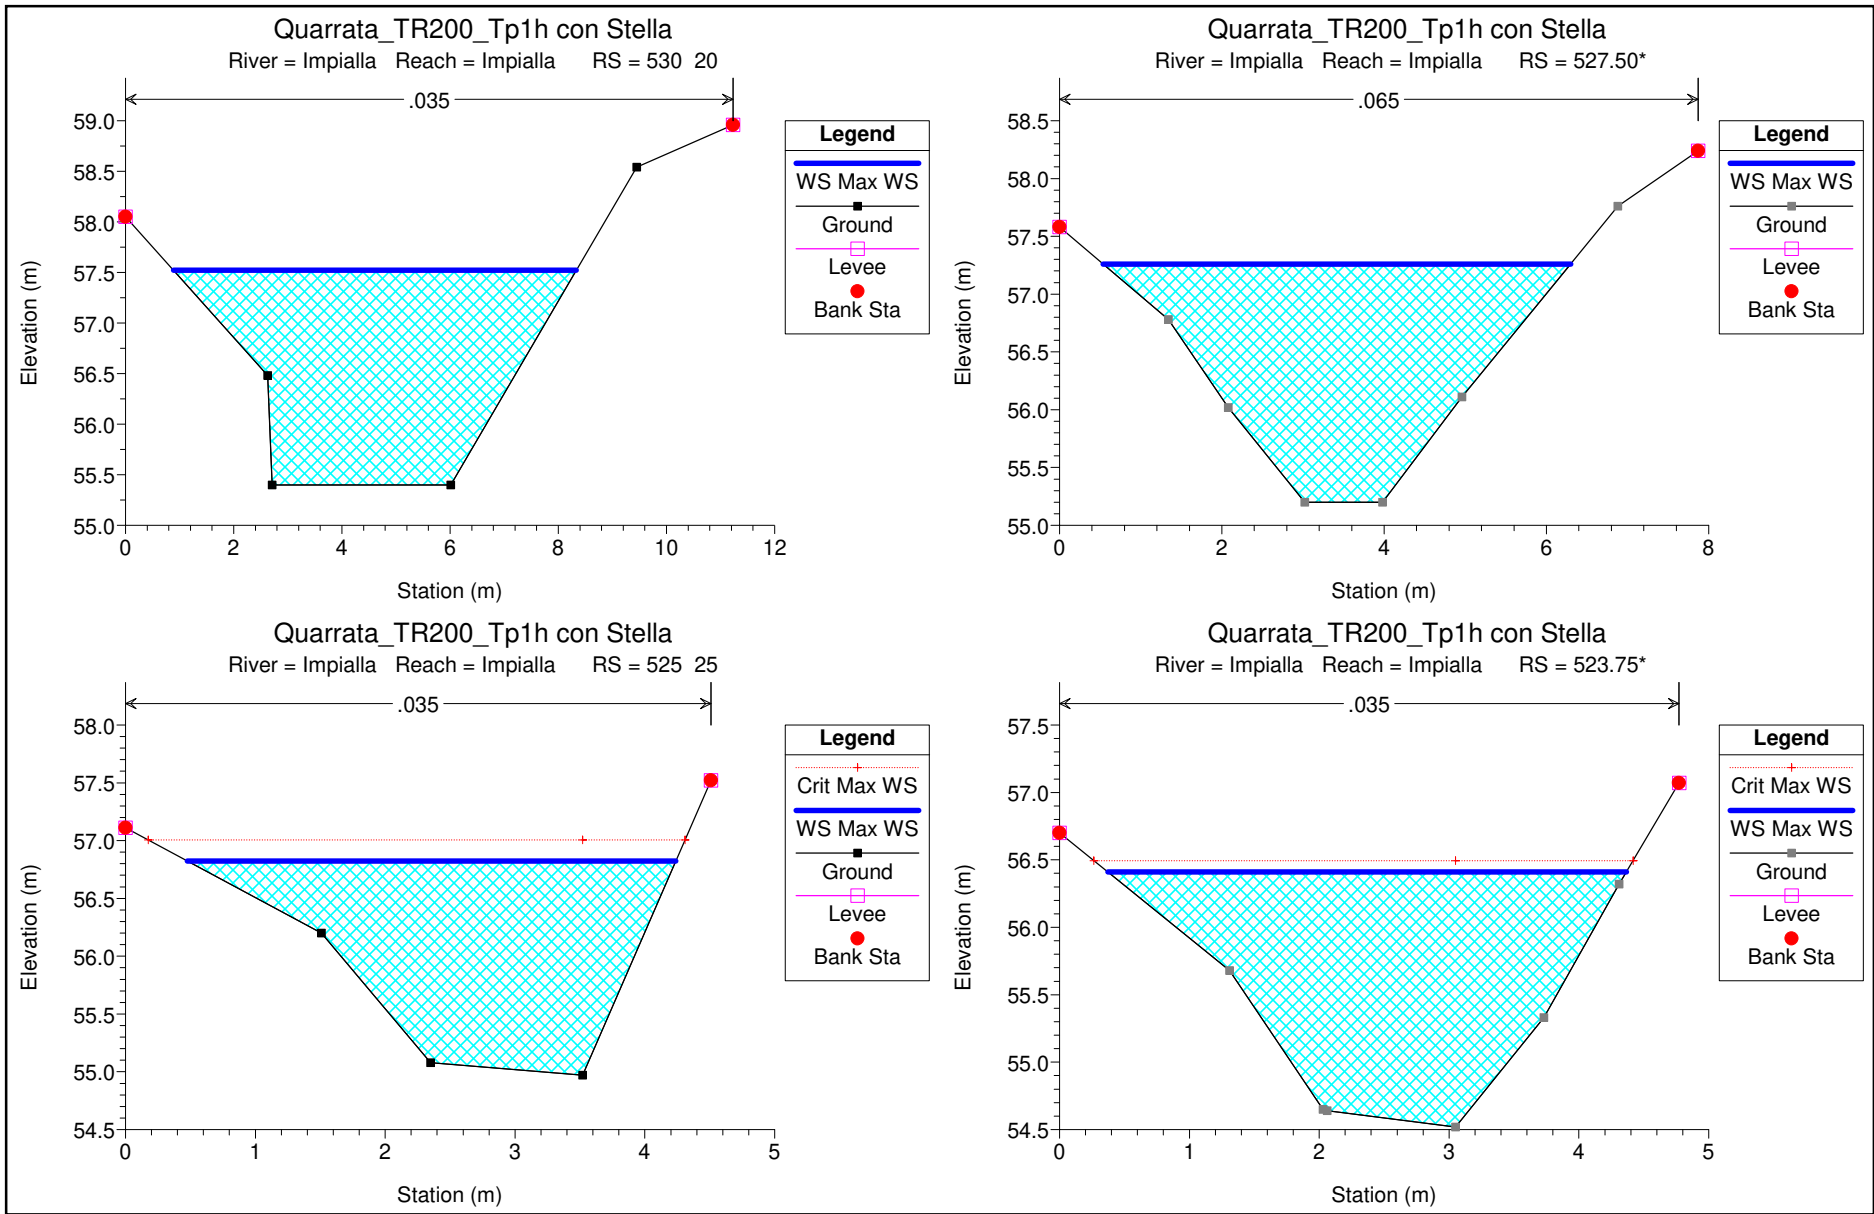 Quarrata_TR200_Tp1h con Stella
River = Impialla Reach = Impialla RS = 530 20
.035
59.0
58.5
58.0
57.5
57.0
56.5
56.0
55.5
55.0
Elevation (m)
0 2 4 6 8 10 12
Station (m)
Legend
WS Max WS
Ground
Levee
Bank Sta
Quarrata_TR200_Tp1h con Stella
River = Impialla Reach = Impialla RS = 527.50*
.065
58.5
58.0
57.5
57.0
56.5
56.0
55.5
55.0
Elevation (m)
0 2 4 6 8
Station (m)
Legend
WS Max WS
Ground
Levee
Bank Sta
Quarrata_TR200_Tp1h con Stella
River = Impialla Reach = Impialla RS = 525 25
.035
58.0
57.5
57.0
56.5
56.0
55.5
55.0
54.5
Elevation (m)
0 1 2 3 4 5
Station (m)
Legend
Crit Max WS
WS Max WS
Ground
Levee
Bank Sta
Quarrata_TR200_Tp1h con Stella
River = Impialla Reach = Impialla RS = 523.75*
.035
57.5
57.0
56.5
56.0
55.5
55.0
54.5
Elevation (m)
0 1 2 3 4 5
Station (m)
Legend
Crit Max WS
WS Max WS
Ground
Levee
Bank Sta